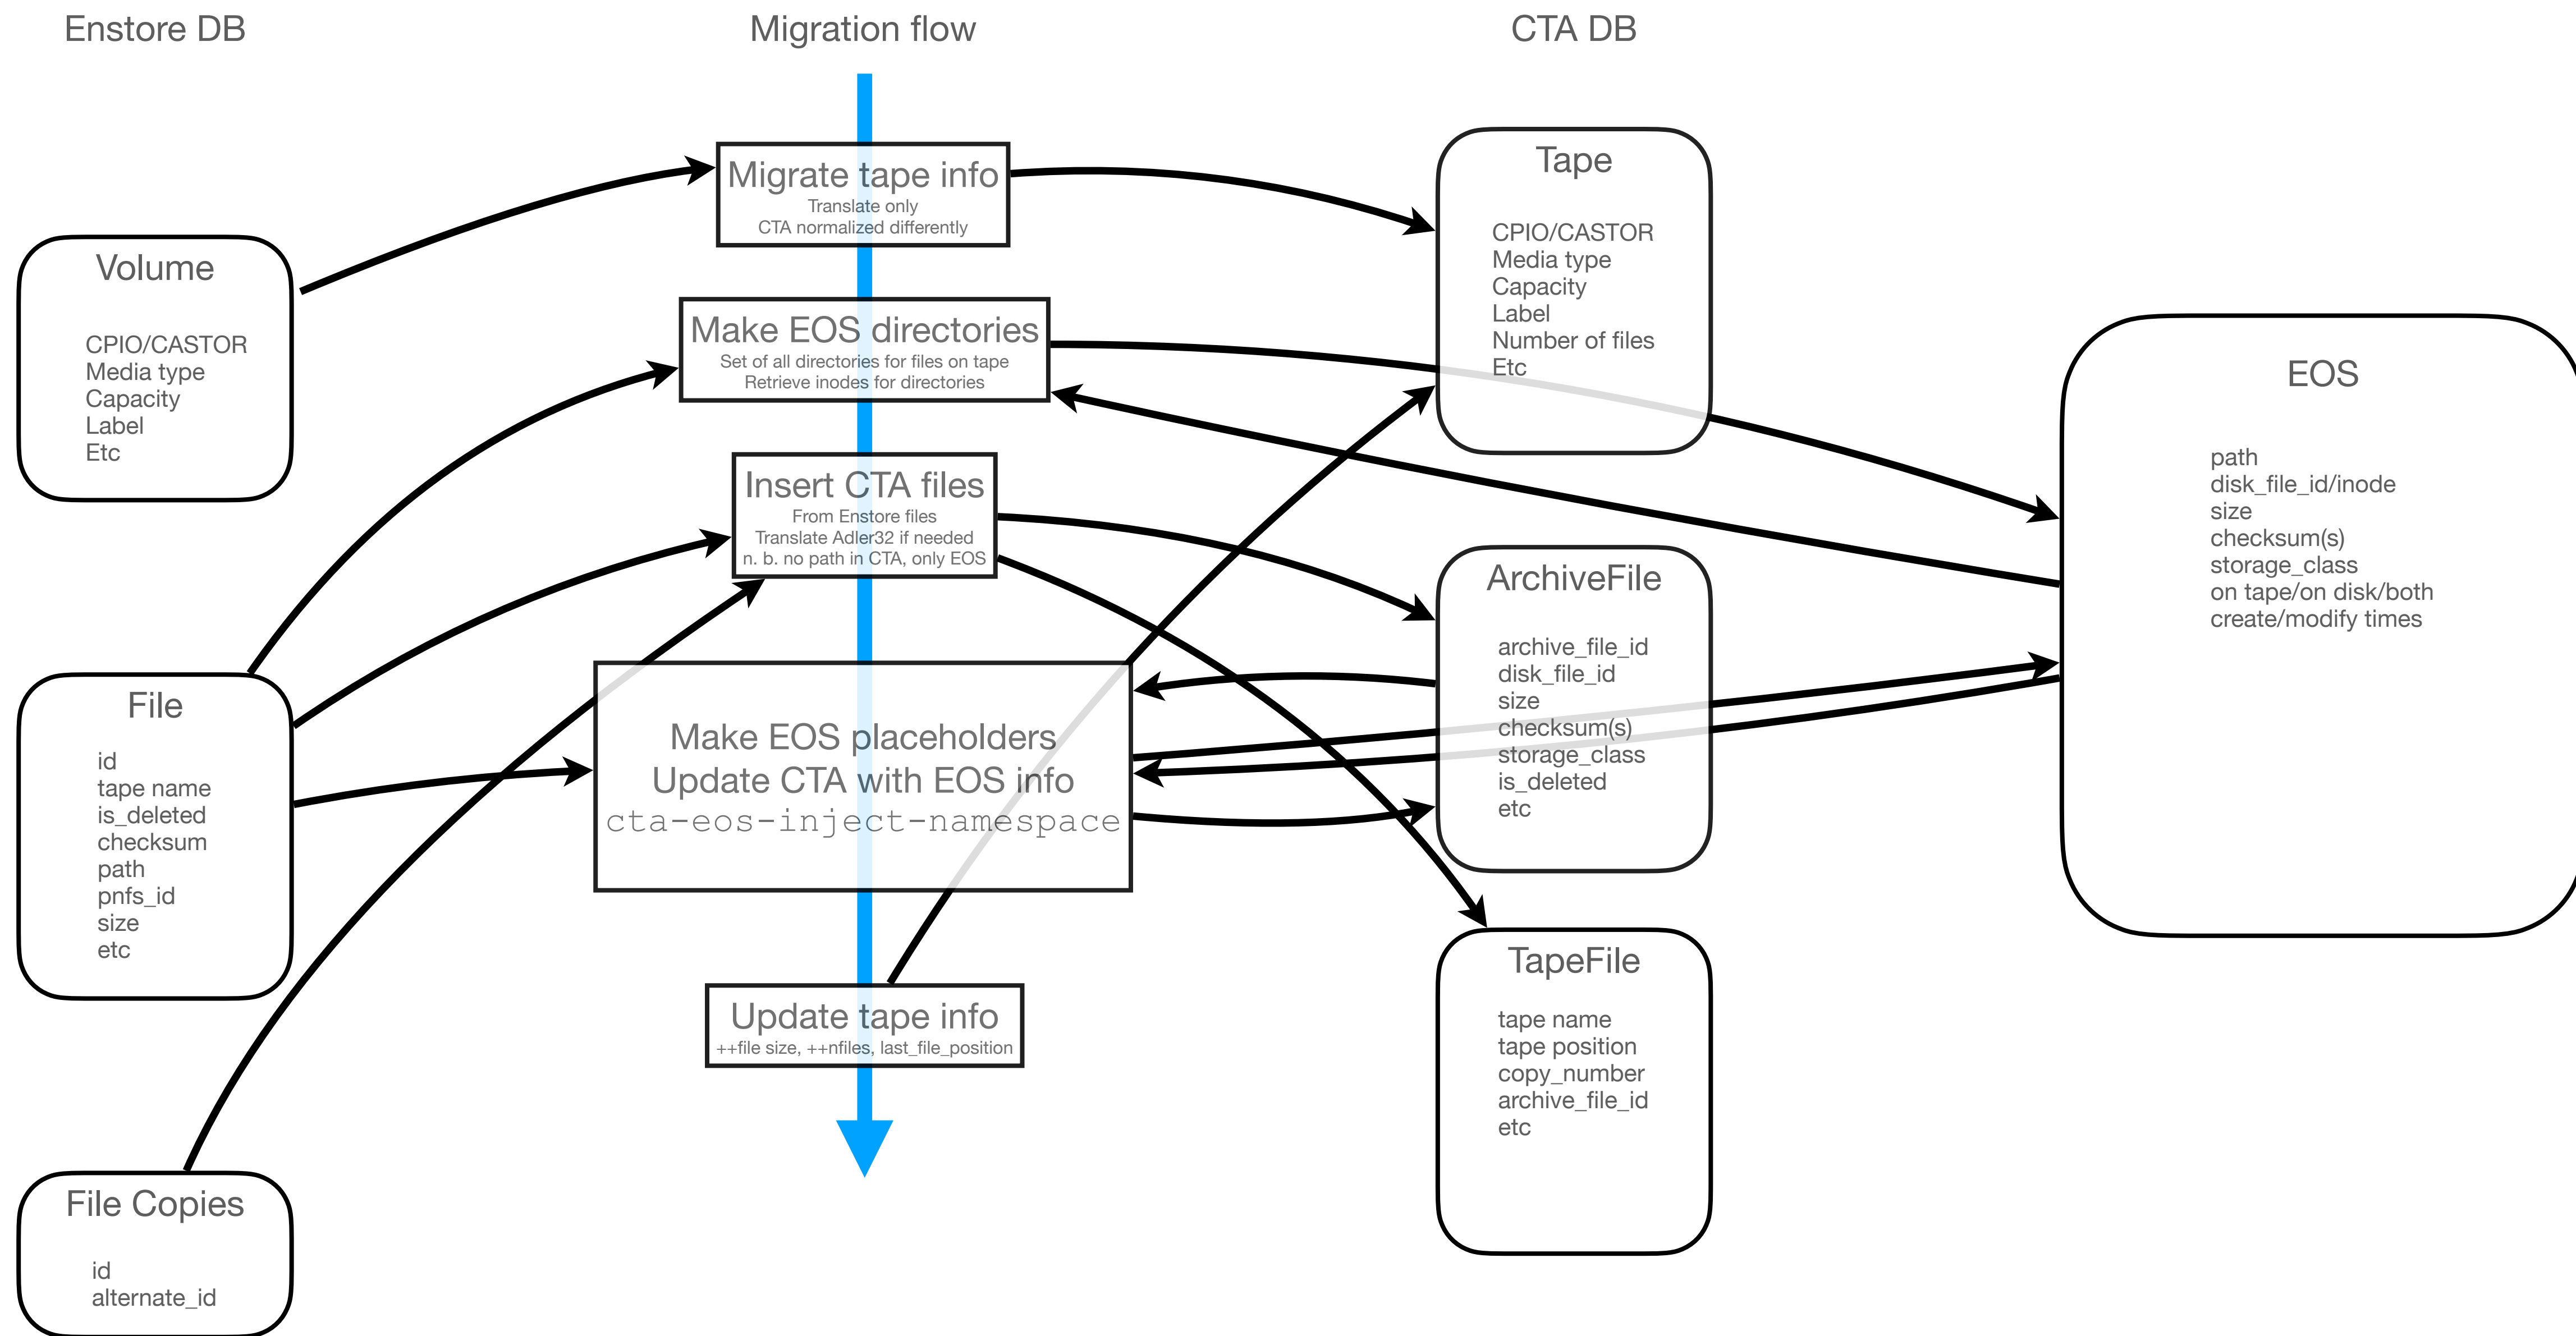 Enstore DB
Migration flow
CTA DB
Volume
CPIO/CASTOR
Media type
Capacity
Label
Etc
File
id
tape name
is_deleted
checksum
path
pnfs_id
size
etc
File Copies
id
alternate_id
Migrate tape info
Translate only
CTA normalized differently
Make EOS directories
Set of all directories for files on tape
Retrieve inodes for directories
Insert CTA files
From Enstore files
Translate Adler32 if needed
n. b. no path in CTA, only EOS
Make EOS placeholders
Update CTA with EOS info
cta-eos-inject-namespace
Update tape info
++file size, ++nfiles, last_file_position
Tape
CPIO/CASTOR
Media type
Capacity
Label
Number of files
Etc
ArchiveFile
archive_file_id
disk_file_id
size
checksum(s)
storage_class
is_deleted
etc
TapeFile
tape name
tape position
copy_number
archive_file_id
etc
EOS
path
disk_file_id/inode
size
checksum(s)
storage_class
on tape/on disk/both
create/modify times